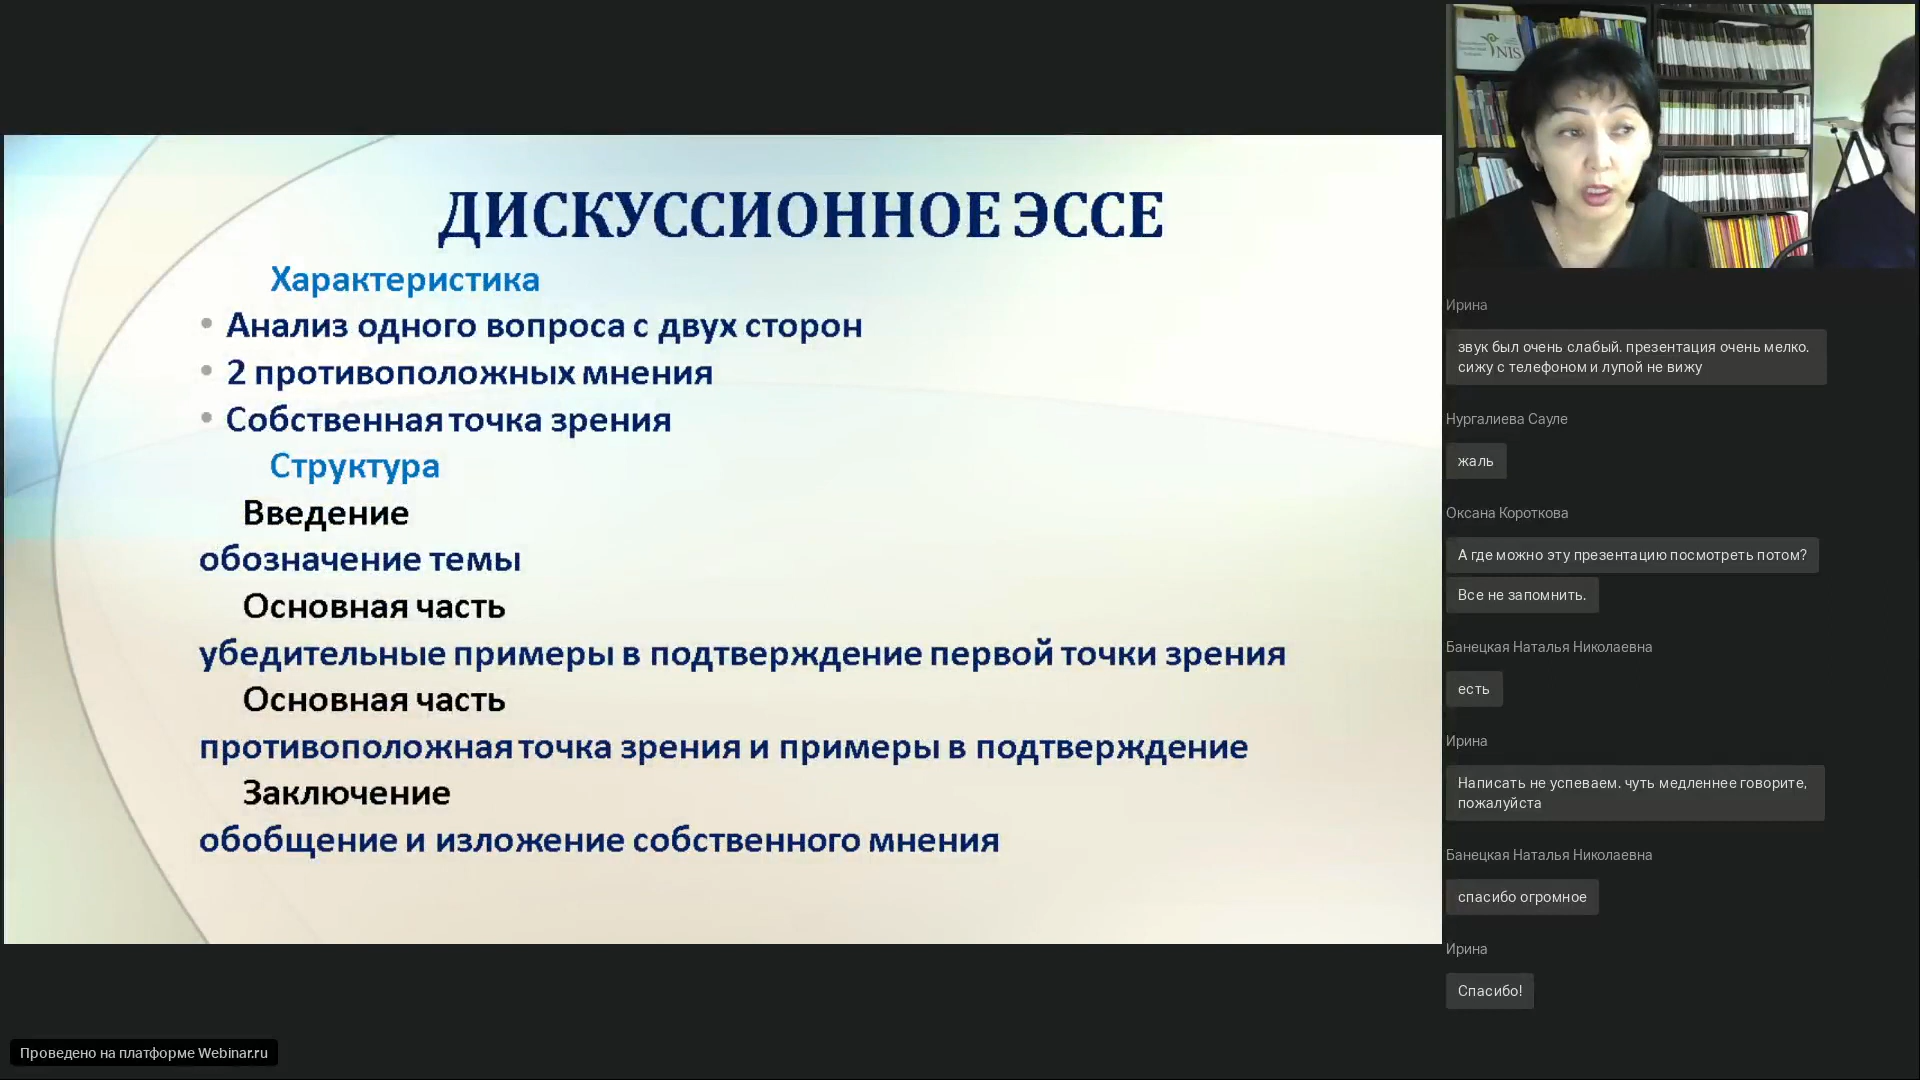 ДИСКУССИОННОЕ ЭССЕ
Характеристика
• Анализ одного вопроса с двух сторон
• 2 противоположных мнения
• Собственная точка зрения
Структура
Введение
обозначение темы
Основная часть
убедительные примеры в подтверждение первой точки зрения
Основная часть
противоположная точка зрения и примеры в подтверждение
Заключение
обобщение и изложение собственного мнения
NIS
Ирина
звук был очень слабый. презентация очень мелко.
сижу с телефоном и лупой не вижу
Нургалиева Сауле
жаль
Оксана Короткова
А где можно эту презентацию посмотреть потом?
Все не запомнить.
Банецкая Наталья Николаевна
есть
Ирина
Написать не успеваем. чуть медленнее говорите,
пожалуйста
Банецкая Наталья Николаевна
спасибо огромное
Ирина
Спасибо!
Проведено на платформе Webinar.ru